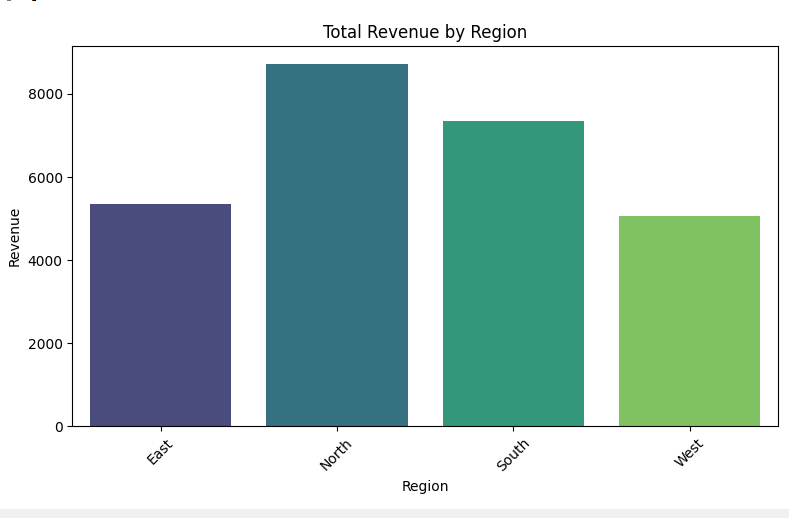 Total Revenue by Region
Revenue
8000
6000
4000
2000
0
East
North
South
West
Region